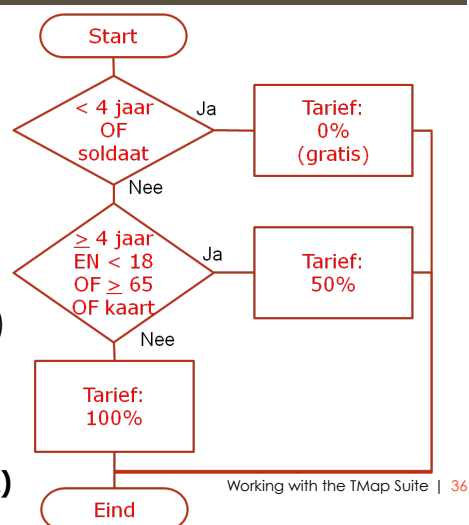 Start
< 4 jaar
OF
soldaat
Ja
Tarief:
0%
(gratis)
Nee
≥ 4 jaar
EN < 18
OF ≥ 65
OF kaart
Ja
Tarief:
50%
)
Nee
Tarief:
100%
)
Working with the TMap Suite | 36
Eind